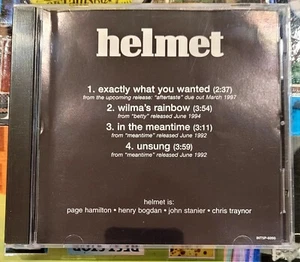 helmet
1. exactly what you wanted (2:37)
from the upcoming release: "aftertaste" due out March 1997
2. wilma's rainbow (3:54)
from "betty" released June 1994
3. in the meantime (3:11)
from "meantime" released June 1992
4. unsung (3:59)
from "meantime" released June 1992
helmet is:
page hamilton • henry bogdan • john stanier • chris traynor